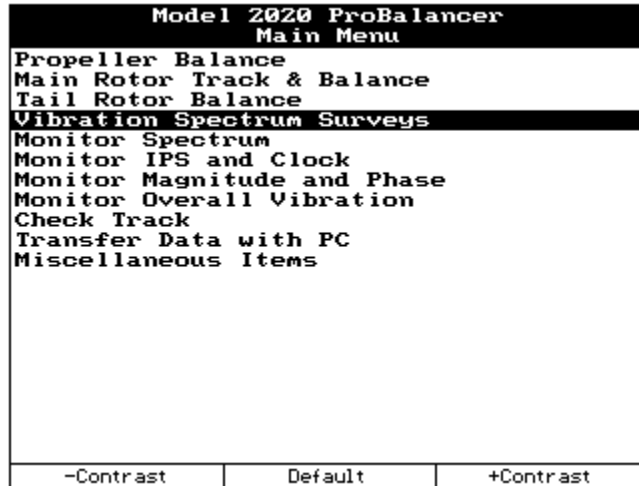 Model 2020 ProBalancer
Main Menu
Propeller Balance
Main Rotor Track & Balance
Tail Rotor Balance
Vibration Spectrum Surveys
Monitor Spectrum
Monitor IPS and Clock
Monitor Magnitude and Phase
Monitor Overall Vibration
Check Track
Transfer Data with PC
Miscellaneous Items
-Contrast Default +Contrast